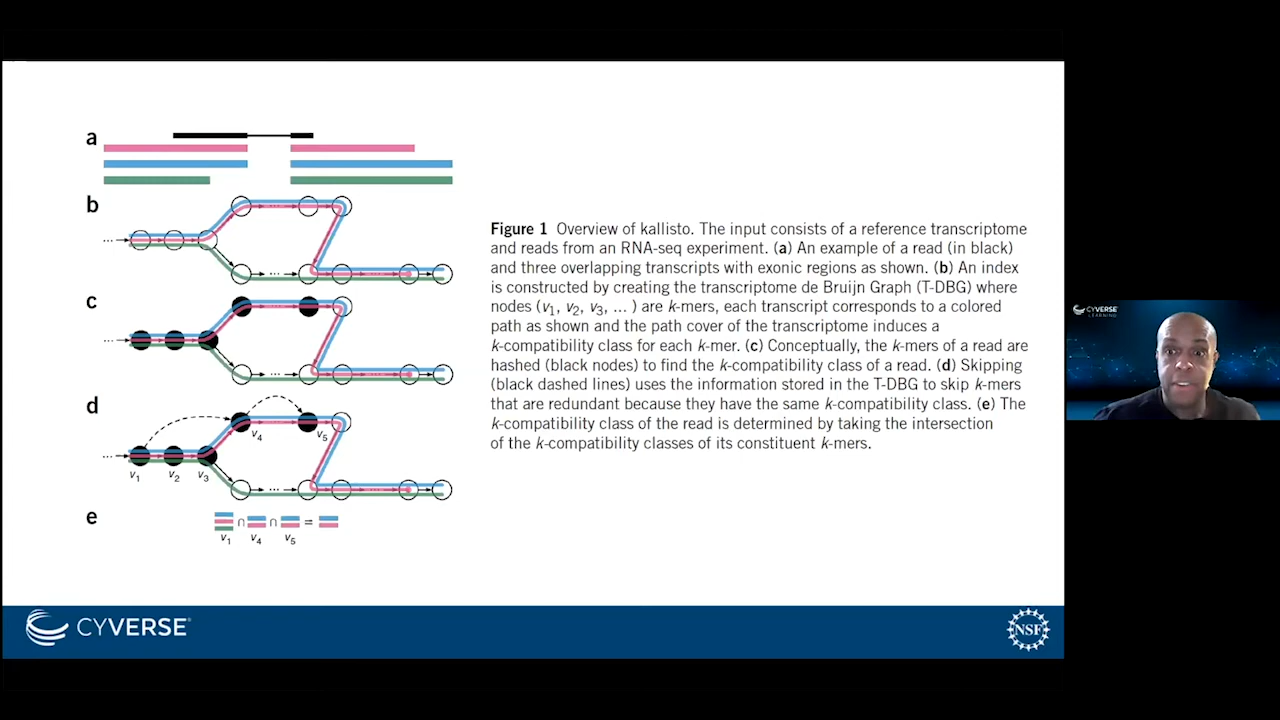 a
b
...
...
...
c
...
...
...
d
...
v4
v5
v1
v2
v3
...
e
∩
∩
=
v1
v4
v5
Figure 1 Overview of kallisto. The input consists of a reference transcriptome
and reads from an RNA-seq experiment. (a) An example of a read (in black)
and three overlapping transcripts with exonic regions as shown. (b) An index
is constructed by creating the transcriptome de Bruijn Graph (T-DBG) where
nodes (v1, v2, v3, ... ) are k-mers, each transcript corresponds to a colored
path as shown and the path cover of the transcriptome induces a
k-compatibility class for each k-mer. (c) Conceptually, the k-mers of a read are
hashed (black nodes) to find the k-compatibility class of a read. (d) Skipping
(black dashed lines) uses the information stored in the T-DBG to skip k-mers
that are redundant because they have the same k-compatibility class. (e) The
k-compatibility class of the read is determined by taking the intersection
of the k-compatibility classes of its constituent k-mers.
CYVERSE
LEARNING
CYVERSE®
NSF